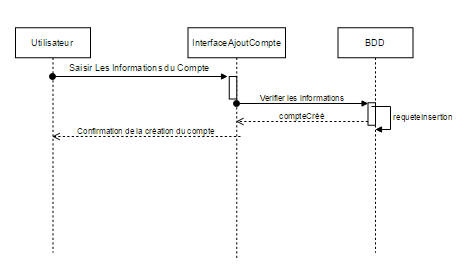 Utilisateur
InterfaceAjoutCompte
BDD
Saisir Les Informations du Compte
Verifier les Informations
compteCrée
requeteInsertion
Confirmation de la création du compte